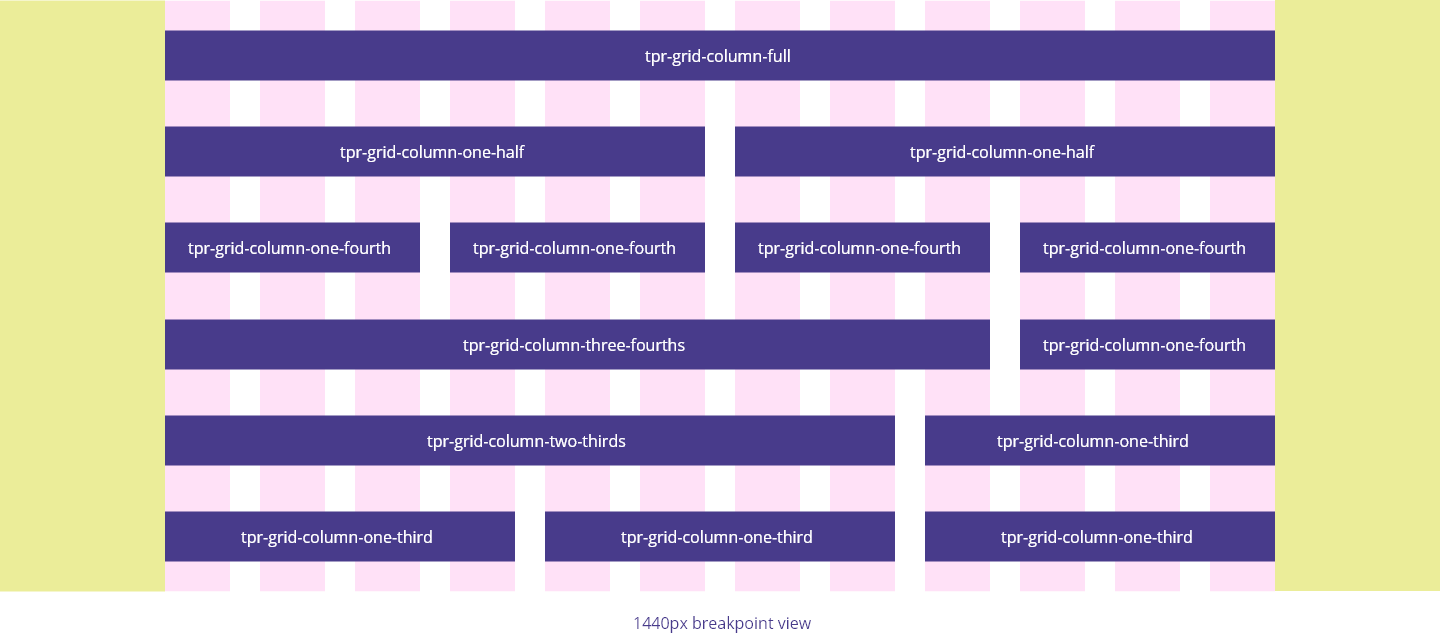 tpr-grid-column-full
tpr-grid-column-one-half tpr-grid-column-one-half
tpr-grid-column-one-fourth tpr-grid-column-one-fourth tpr-grid-column-one-fourth tpr-grid-column-one-fourth
tpr-grid-column-three-fourths tpr-grid-column-one-fourth
tpr-grid-column-two-thirds tpr-grid-column-one-third
tpr-grid-column-one-third tpr-grid-column-one-third tpr-grid-column-one-third
1440px breakpoint view